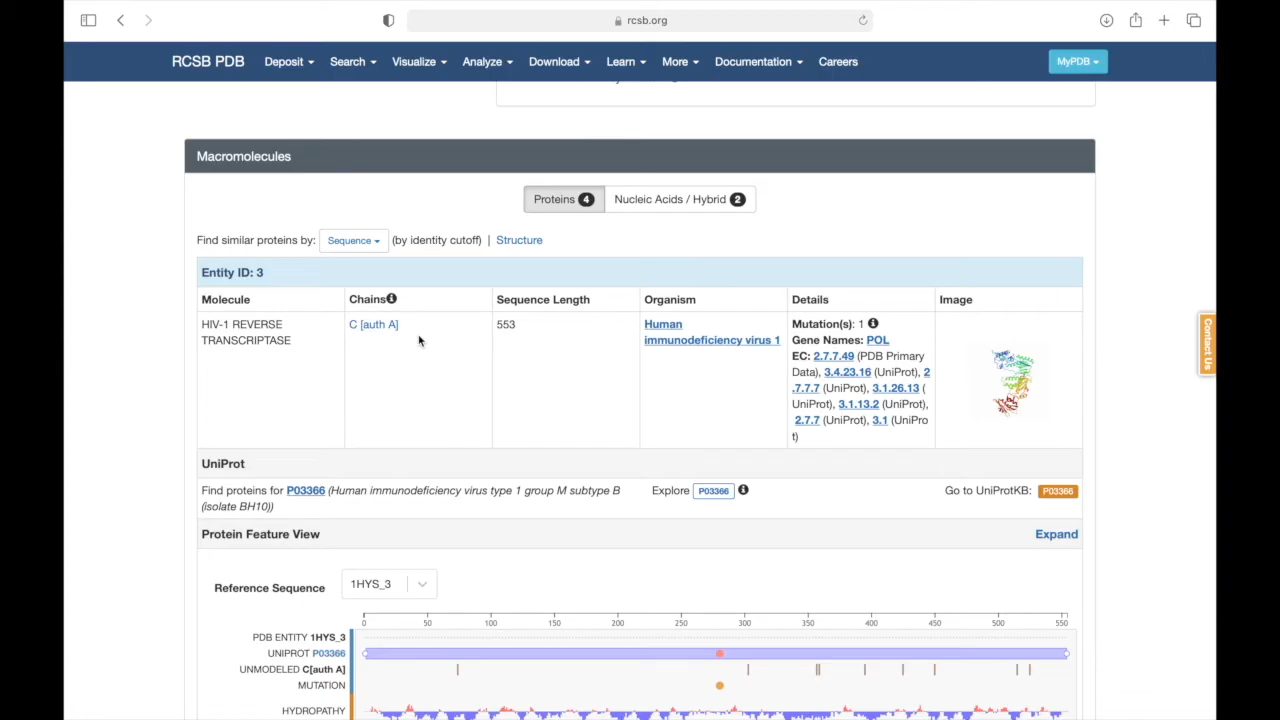 rcsb.org
RCSB PDB Deposit Search Visualize Analyze Download Learn More Documentation Careers MyPDB
Macromolecules
Proteins 4 Nucleic Acids / Hybrid 2
Find similar proteins by: Sequence (by identity cutoff) | Structure
Entity ID: 3
Molecule Chains Sequence Length Organism Details Image
HIV-1 REVERSE
TRANSCRIPTASE
C [auth A]
553
Human
immunodeficiency virus 1
Mutation(s): 1
Gene Names: POL
EC: 2.7.7.49 (PDB Primary
Data), 3.4.23.16 (UniProt), 2
.7.7.7 (UniProt), 3.1.26.13 (
UniProt), 3.1.13.2 (UniProt),
2.7.7 (UniProt), 3.1 (UniPro
t)
Contact Us
UniProt
Find proteins for P03366 (Human immunodeficiency virus type 1 group M subtype B
(isolate BH10))
Explore P03366
Go to UniProtKB: P03366
Protein Feature View Expand
Reference Sequence 1HYS_3
0 50 100 150 200 250 300 350 400 450 500 550
PDB ENTITY 1HYS_3
UNIPROT P03366
UNMODELED C[auth A]
MUTATION
HYDROPATHY